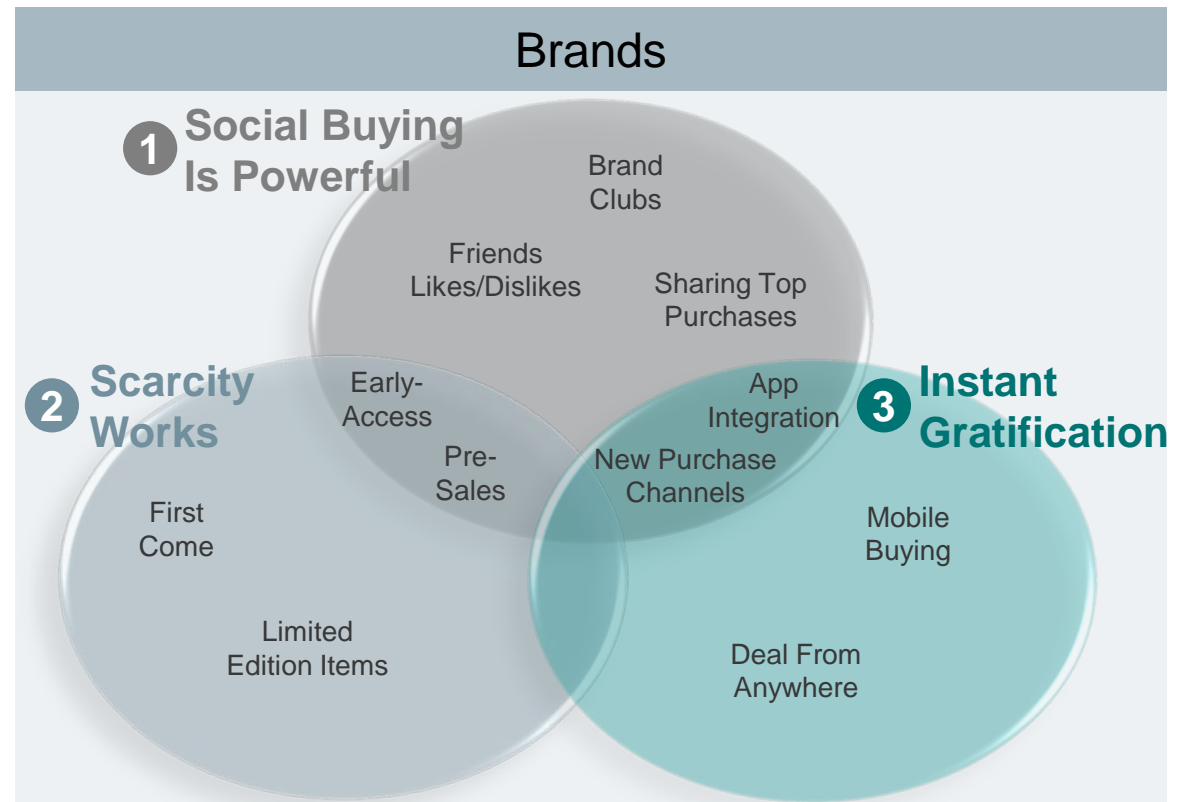 Brands
1
Social Buying
Is Powerful
Brand
Clubs
Friends
Likes/Dislikes
Sharing Top
Purchases
2
Scarcity
Works
Early-
Access
Pre-
Sales
App
Integration
New Purchase
Channels
3
Instant
Gratification
First
Come
Limited
Edition Items
Mobile
Buying
Deal From
Anywhere